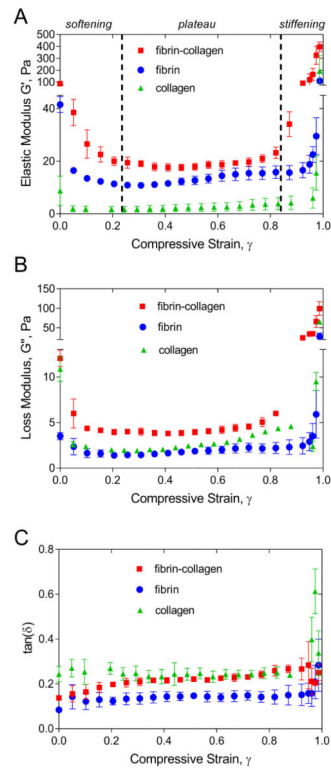 A
softening
plateau
stiffening
Elastic Modulus G', Pa
500
400
300
200
100
40
20
0
fibrin-collagen
fibrin
collagen
0.0 0.2 0.4 0.6 0.8 1.0
Compressive Strain, γ
B
Loss Modulus, G'', Pa
150
100
50
10
5
0
fibrin-collagen
fibrin
collagen
0.0 0.2 0.4 0.6 0.8 1.0
Compressive Strain, γ
C
tan(δ)
0.8
0.6
0.4
0.2
0.0
fibrin-collagen
fibrin
collagen
0.0 0.2 0.4 0.6 0.8 1.0
Compressive Strain, γ